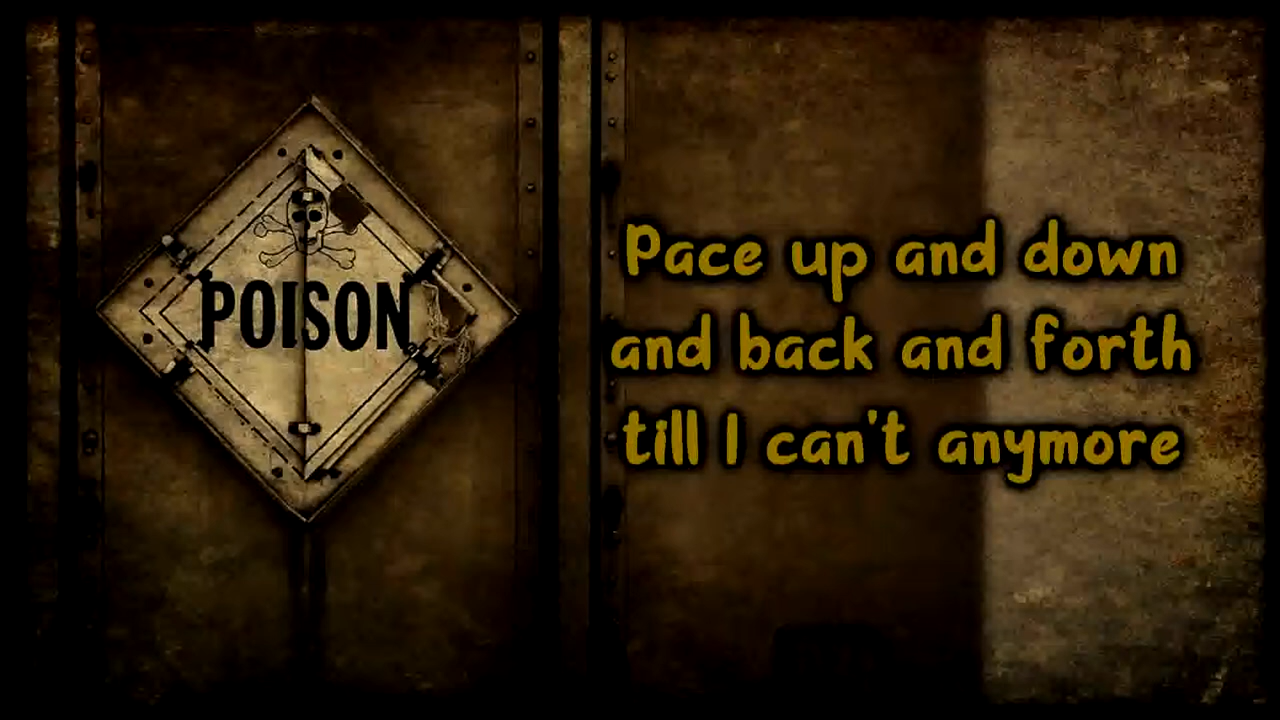 POISON
Pace up and down
and back and forth
till I can't anymore